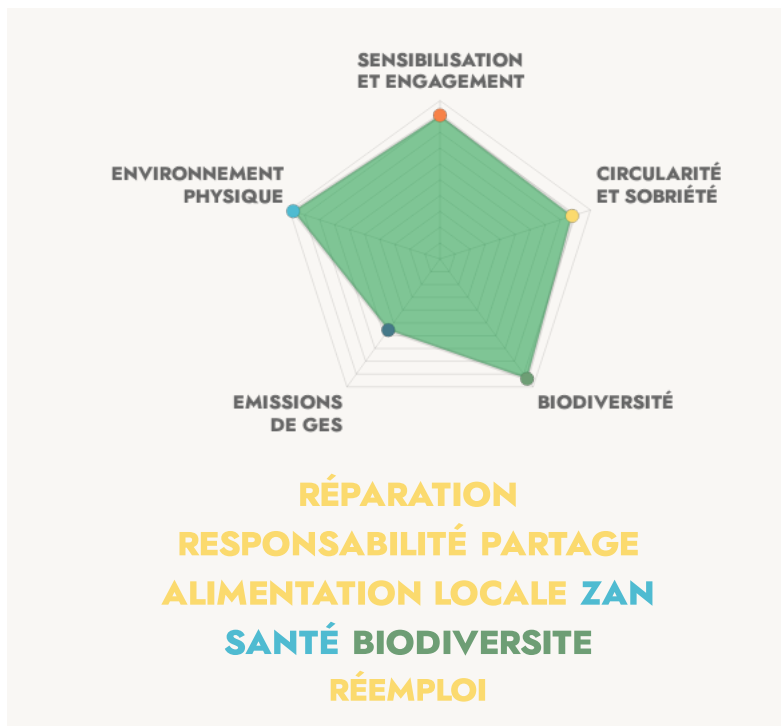 SENSIBILISATION
ET ENGAGEMENT
ENVIRONNEMENT
PHYSIQUE
CIRCULARITÉ
ET SOBRIÉTÉ
EMISSIONS
DE GES
BIODIVERSITÉ
RÉPARATION
RESPONSABILITÉ PARTAGE
ALIMENTATION LOCALE ZAN
SANTÉ BIODIVERSITE
RÉEMPLOI